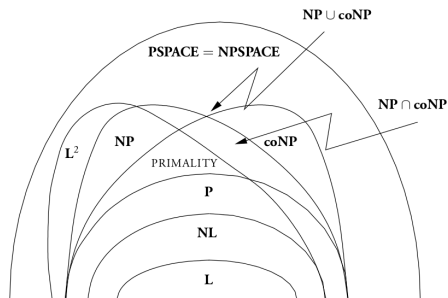 NP ∪ coNP
PSPACE = NPSPACE
NP ∩ coNP
NP
coNP
L²
PRIMALITY
P
NL
L